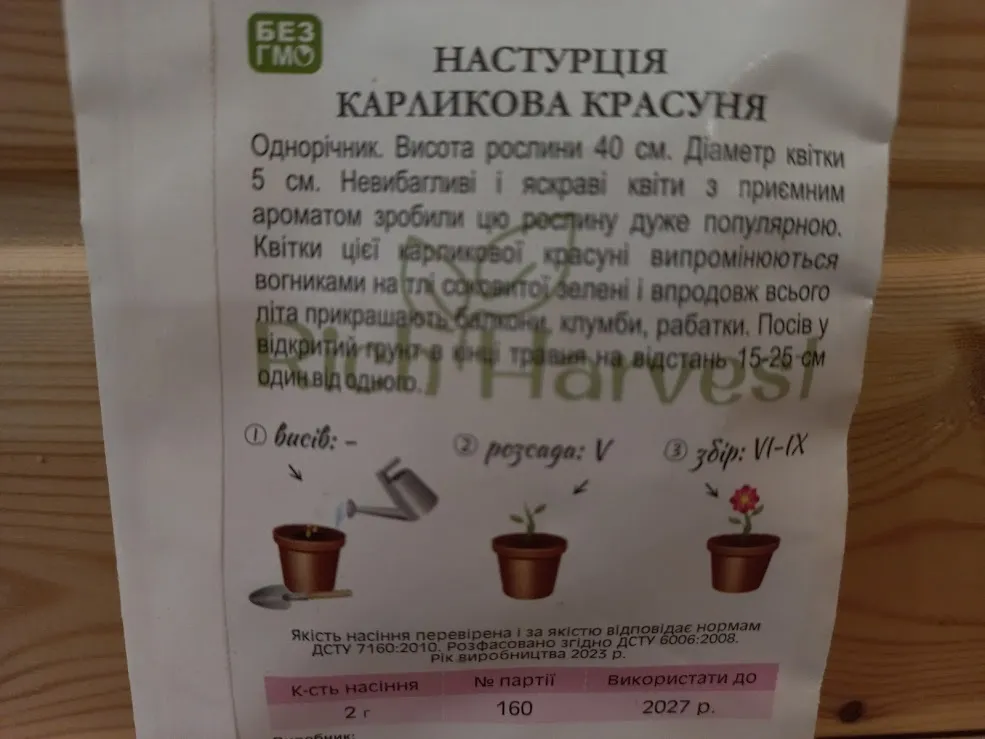 БЕЗ
ГМО
НАСТУРЦІЯ
КАРЛИКОВА КРАСУНЯ
Однорічник. Висота рослини 40 см. Діаметр квітки
5 см. Невибагливі і яскраві квіти з приємним
ароматом зробили цю рослину дуже популярною.
Квітки цієї карликової красуні випромінюються
вогниками на тлі соковитої зелені і впродовж всього
літа прикрашають балкони, клумби, рабатки. Посів у
відкритий грунт в кінці травня на відстань 15-25 см
один від одного.
Rich Harvest
① висів: -
② розсада: V
③ збір: VI-IX
Якість насіння перевірена і за якістю відповідає нормам
ДСТУ 7160:2010. Розфасовано згідно ДСТУ 6006:2008.
Рік виробництва 2023 р.
К-сть насіння № партії Використати до
2 г 160 2027 р.
Виробник: